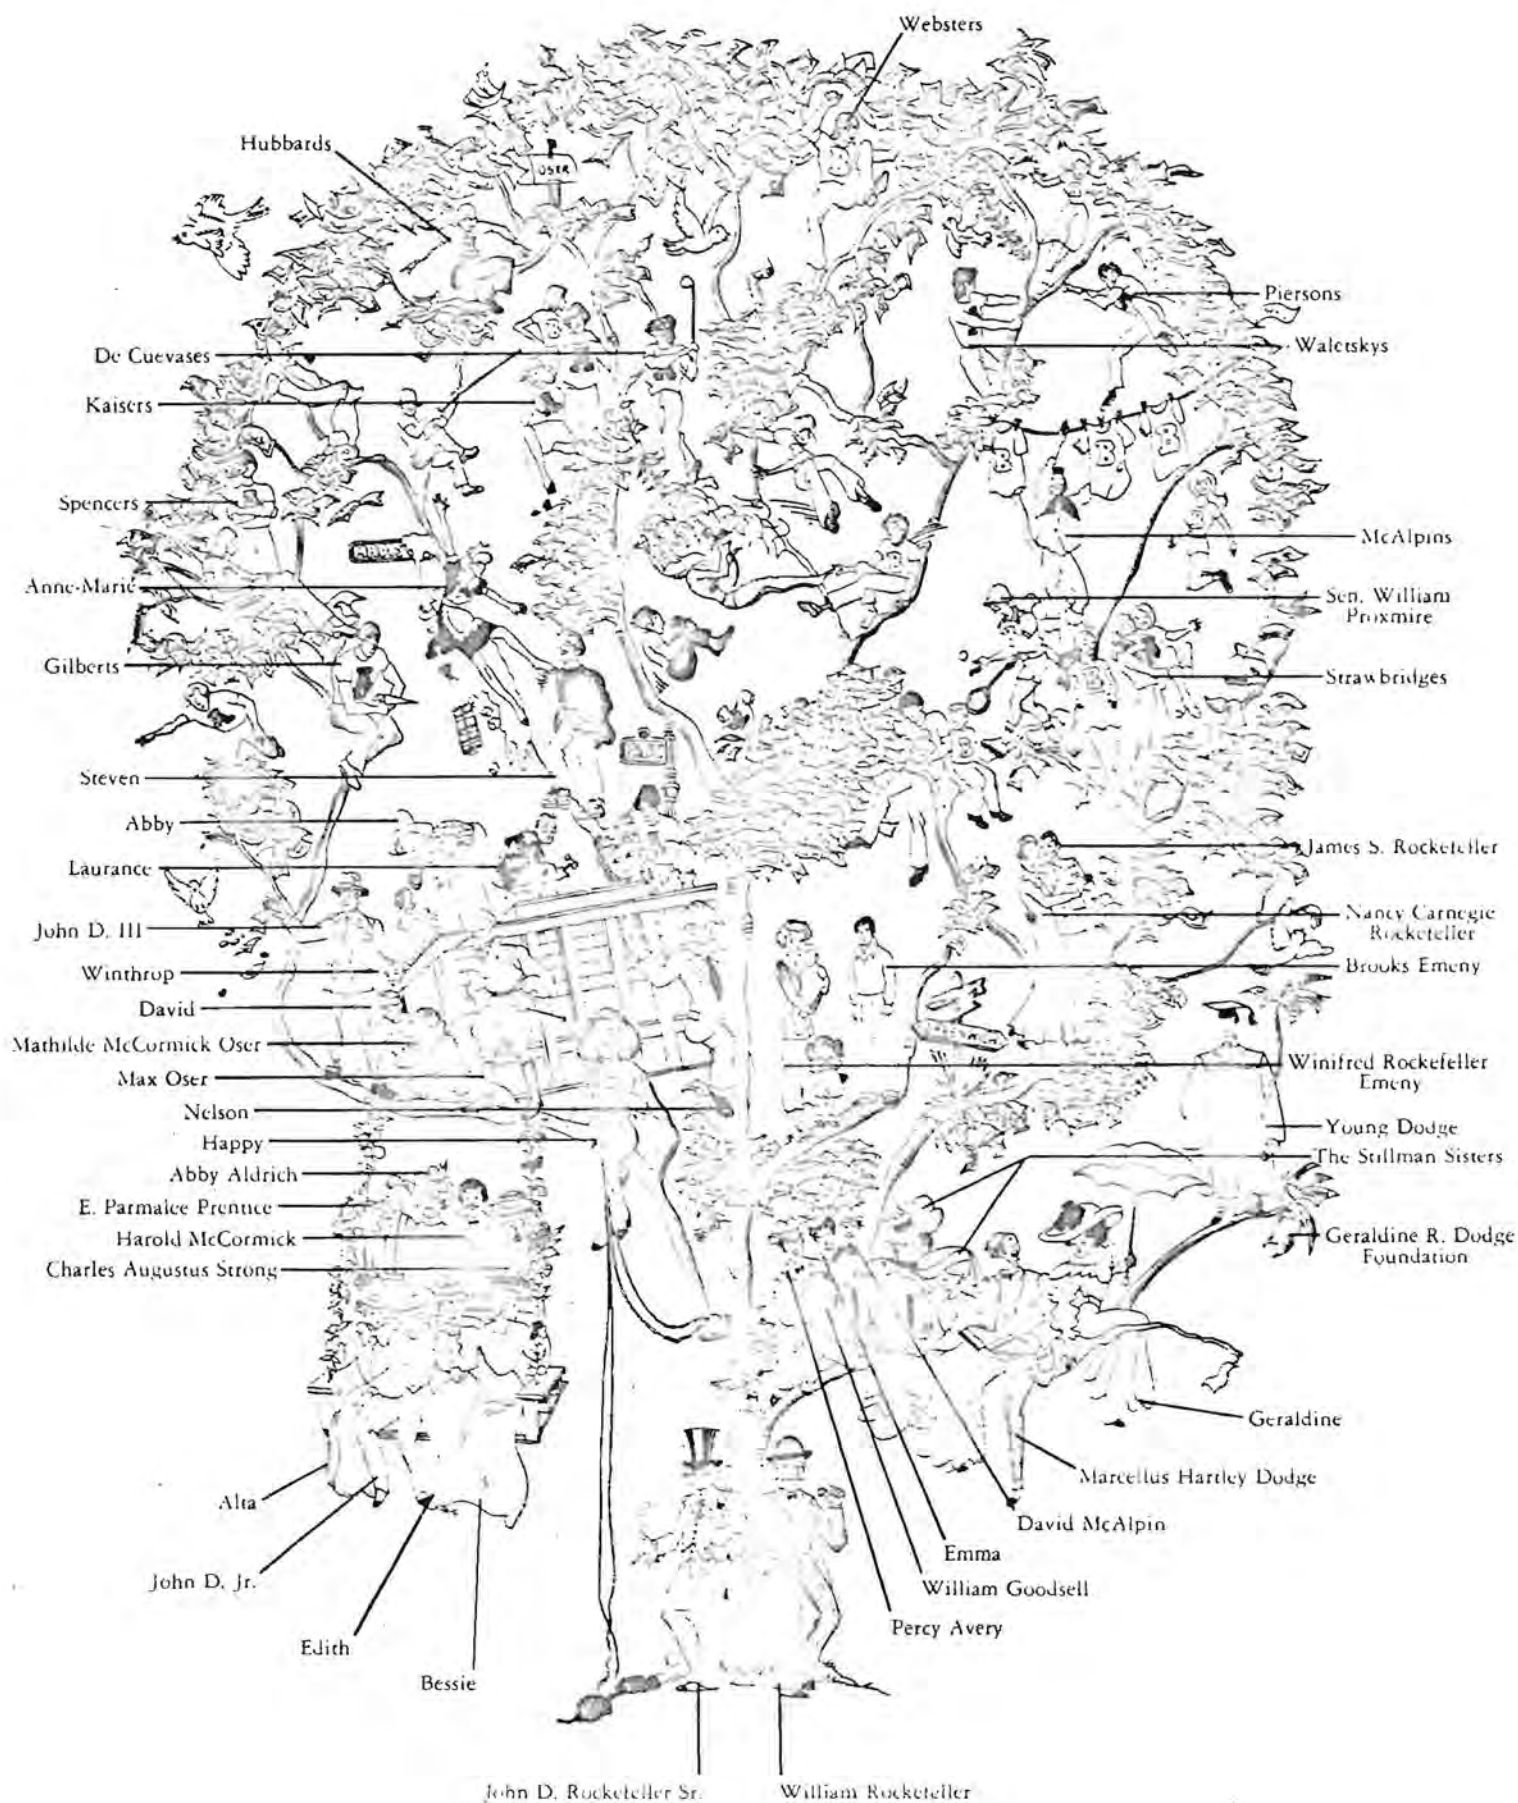 Websters
Hubbards
OSER
Piersons
De Cuevases
Waletskys
Kaisers
B
B
B
B
B
B
Spencers
McAlpins
Anne-Marie
Sen. William
Proxmire
Gilberts
Strawbridges
Steven
Abby
James S. Rockefeller
Laurance
Nancy Carnegie
Rockefeller
John D. III
Brooks Emeny
Winthrop
David
Mathilde McCormick Oser
Winifred Rockefeller
Emeny
Max Oser
Nelson
Young Dodge
Happy
The Stillman Sisters
Abby Aldrich
E. Parmalee Prentice
Harold McCormick
Geraldine R. Dodge
Foundation
Charles Augustus Strong
Geraldine
Marcellus Hartley Dodge
Alta
David McAlpin
Emma
John D. Jr.
William Goodsell
Percy Avery
Edith
Bessie
John D. Rockefeller Sr.
William Rockefeller